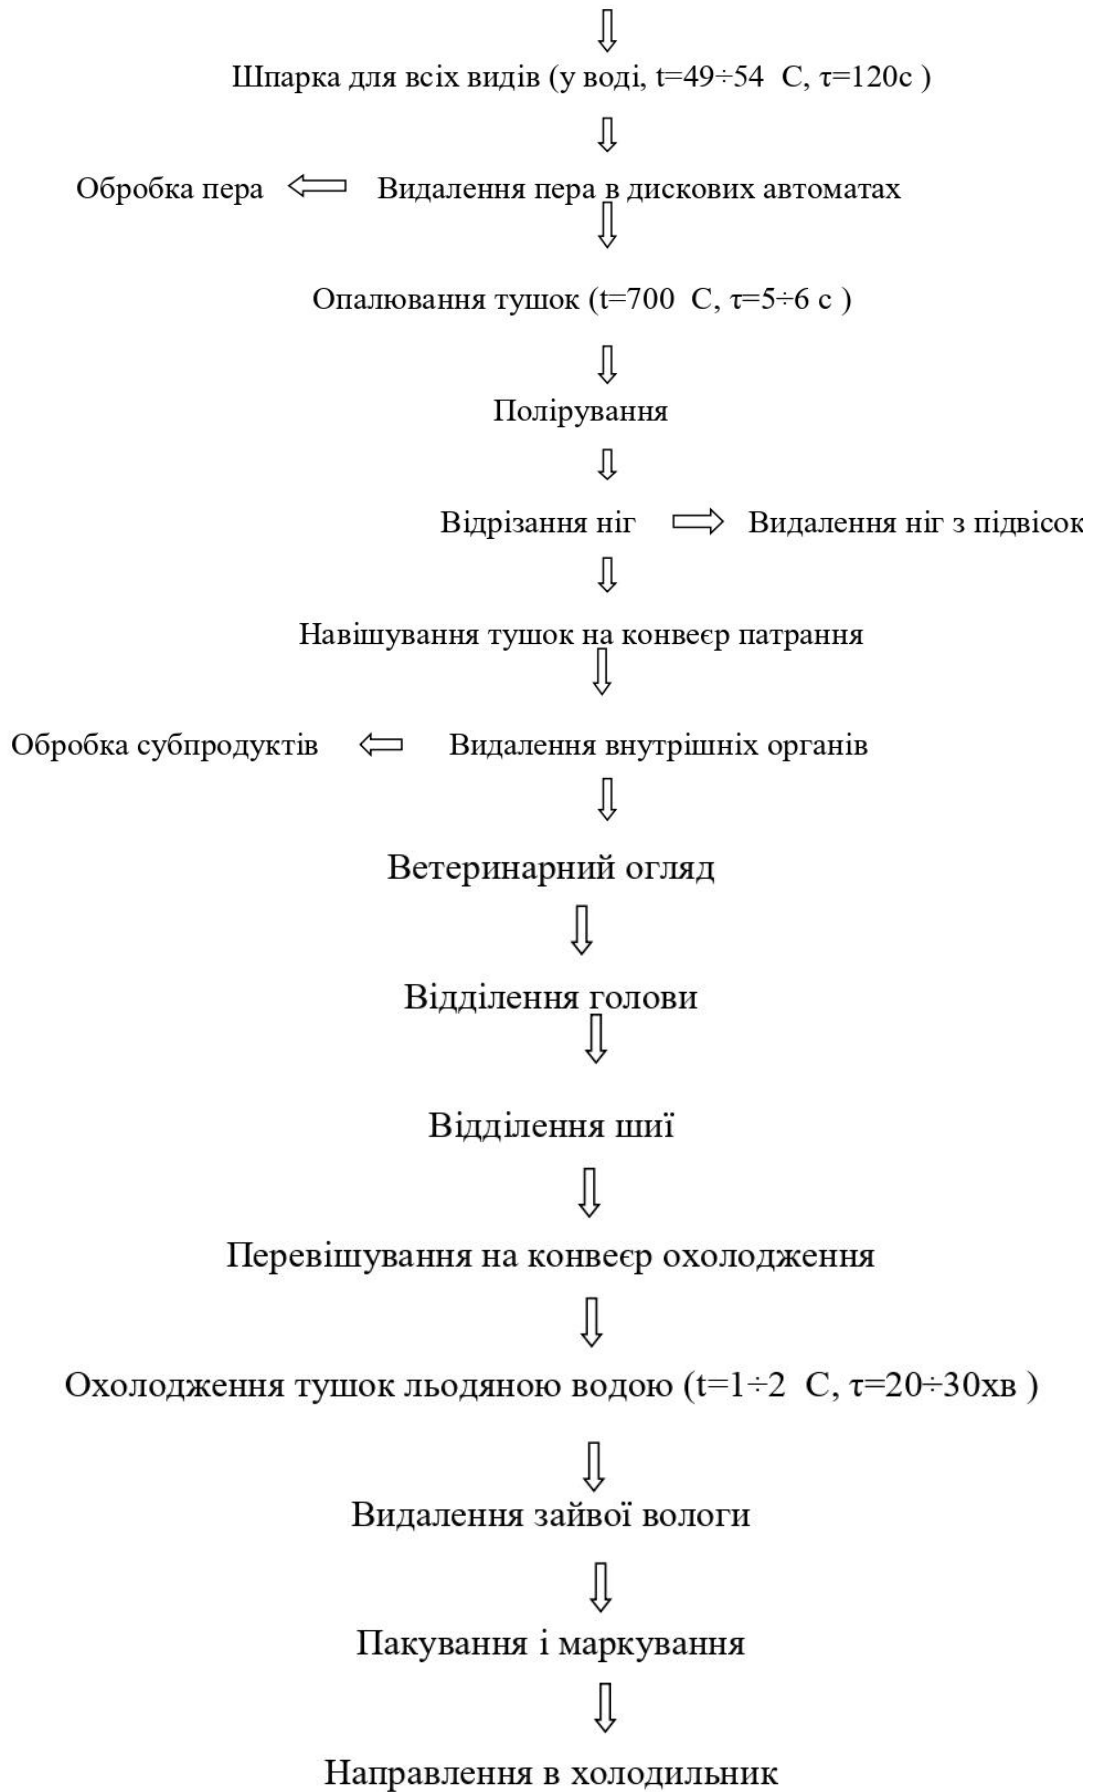 Шпарка для всіх видів (у воді, t=49÷54 С, τ=120с )
Обробка пера Видалення пера в дискових автоматах
Опалювання тушок (t=700 С, τ=5÷6 с )
Полірування
Відрізання ніг Видалення ніг з підвісок
Навішування тушок на конвеєр патрання
Обробка субпродуктів Видалення внутрішніх органів
Ветеринарний огляд
Відділення голови
Відділення шиї
Перевішування на конвеєр охолодження
Охолодження тушок льодяною водою (t=1÷2 С, τ=20÷30хв )
Видалення зайвої вологи
Пакування і маркування
Направлення в холодильник